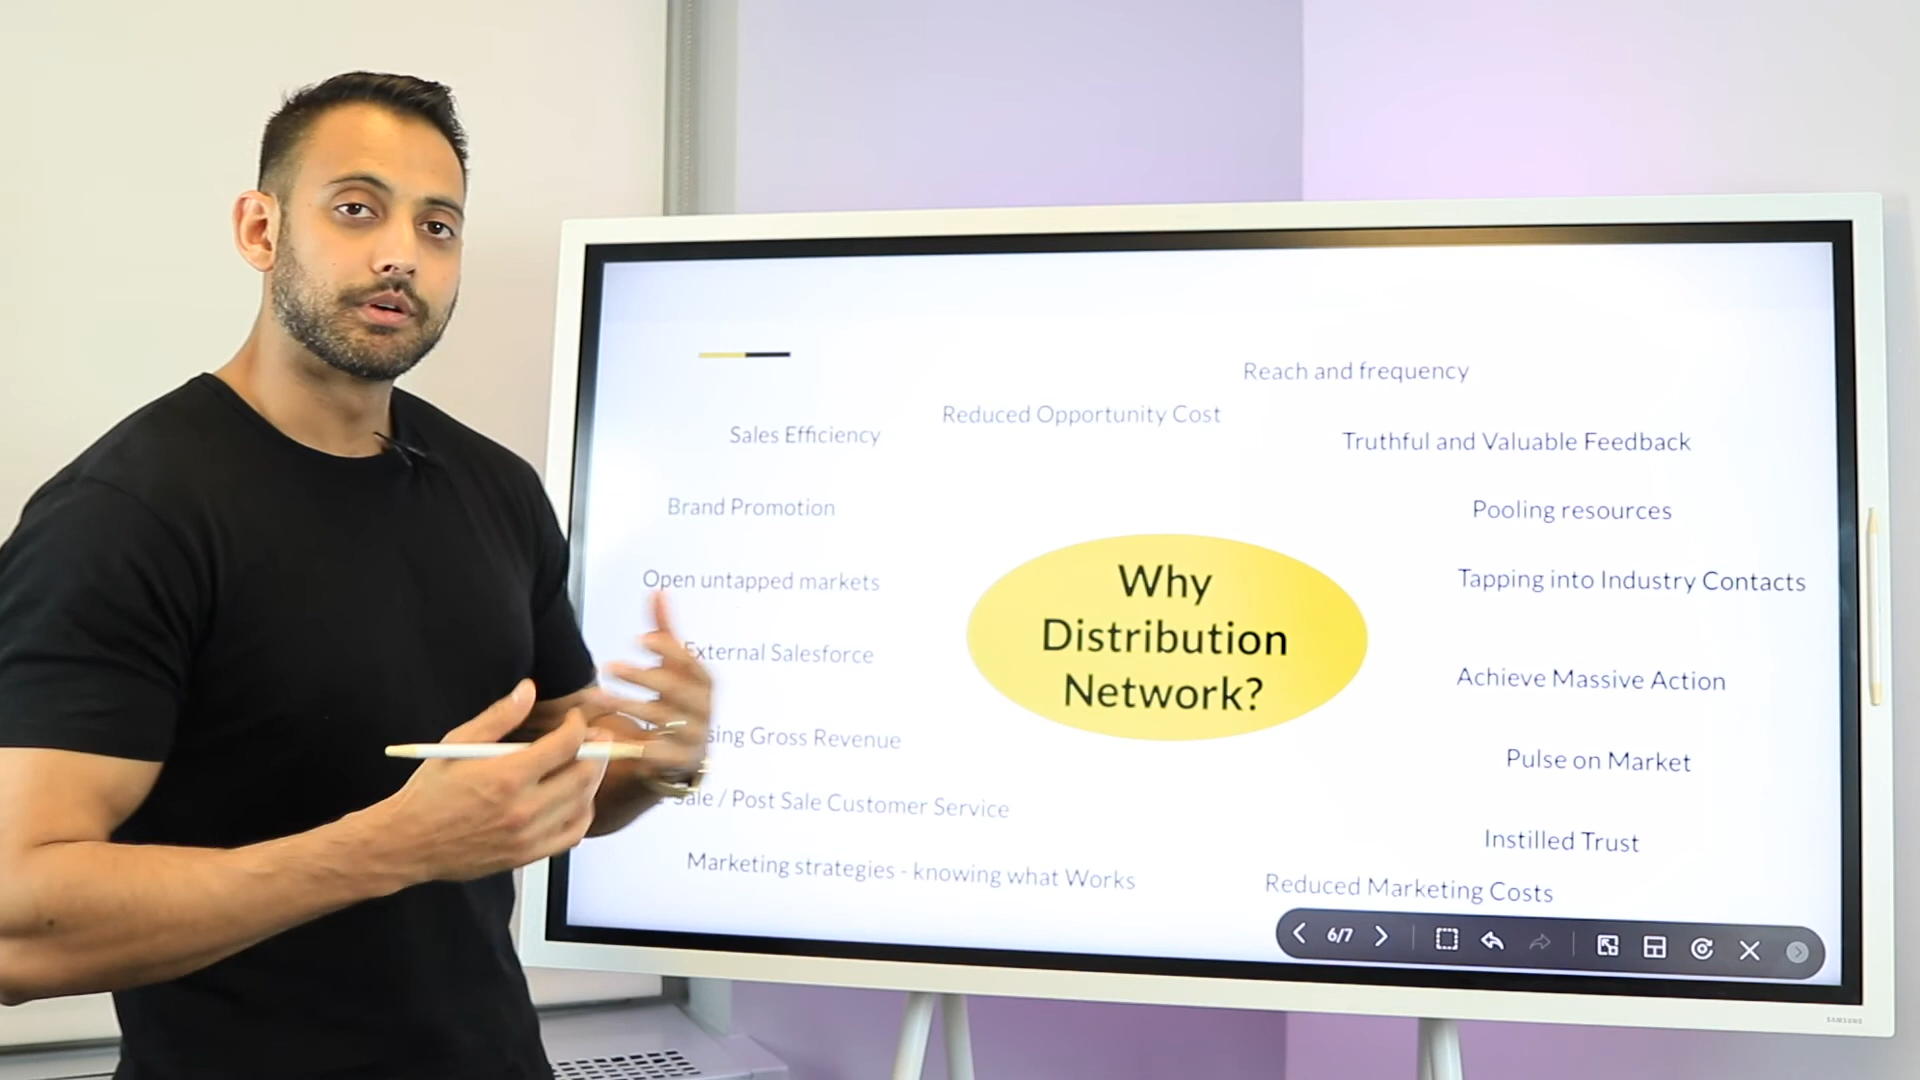 Reach and frequency
Reduced Opportunity Cost
Sales Efficiency
Truthful and Valuable Feedback
Brand Promotion
Pooling resources
Open untapped markets
Tapping into Industry Contacts
Why
Distribution
Network?
External Salesforce
Achieve Massive Action
Gross Revenue
Pulse on Market
Sale / Post Sale Customer Service
Instilled Trust
Marketing strategies - knowing what Works
Reduced Marketing Costs
6/7
SAMSUNG